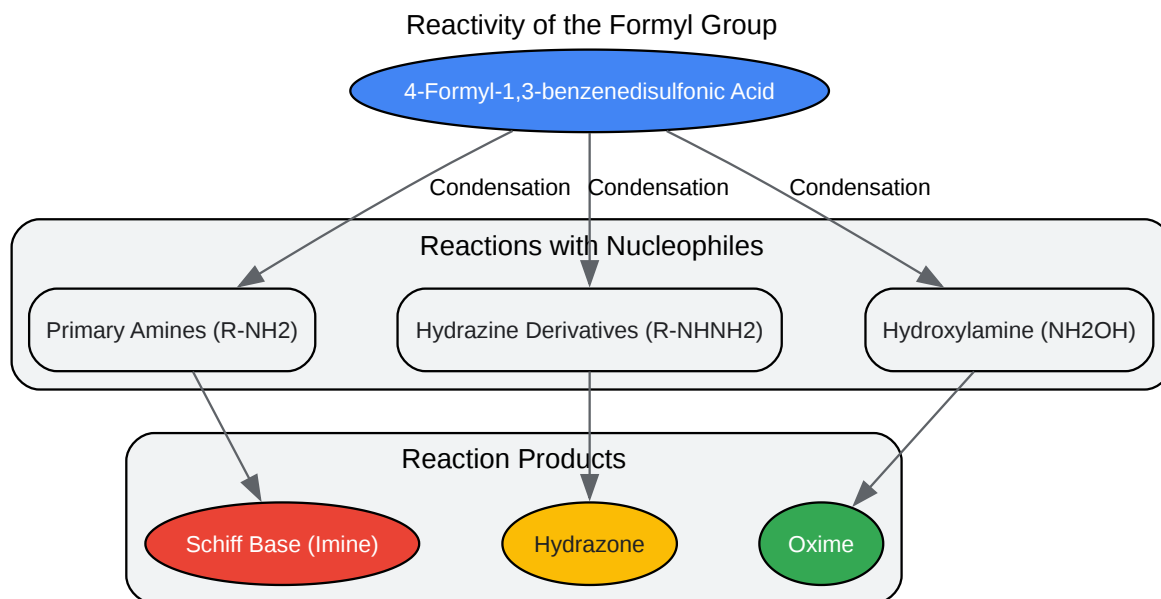 Reactivity of the Formyl Group
4-Formyl-1,3-benzenedisulfonic Acid
Condensation
Condensation
Condensation
Reactions with Nucleophiles
Primary Amines (R-NH2)
Hydrazine Derivatives (R-NHNH2)
Hydroxylamine (NH2OH)
Reaction Products
Schiff Base (Imine)
Hydrazone
Oxime